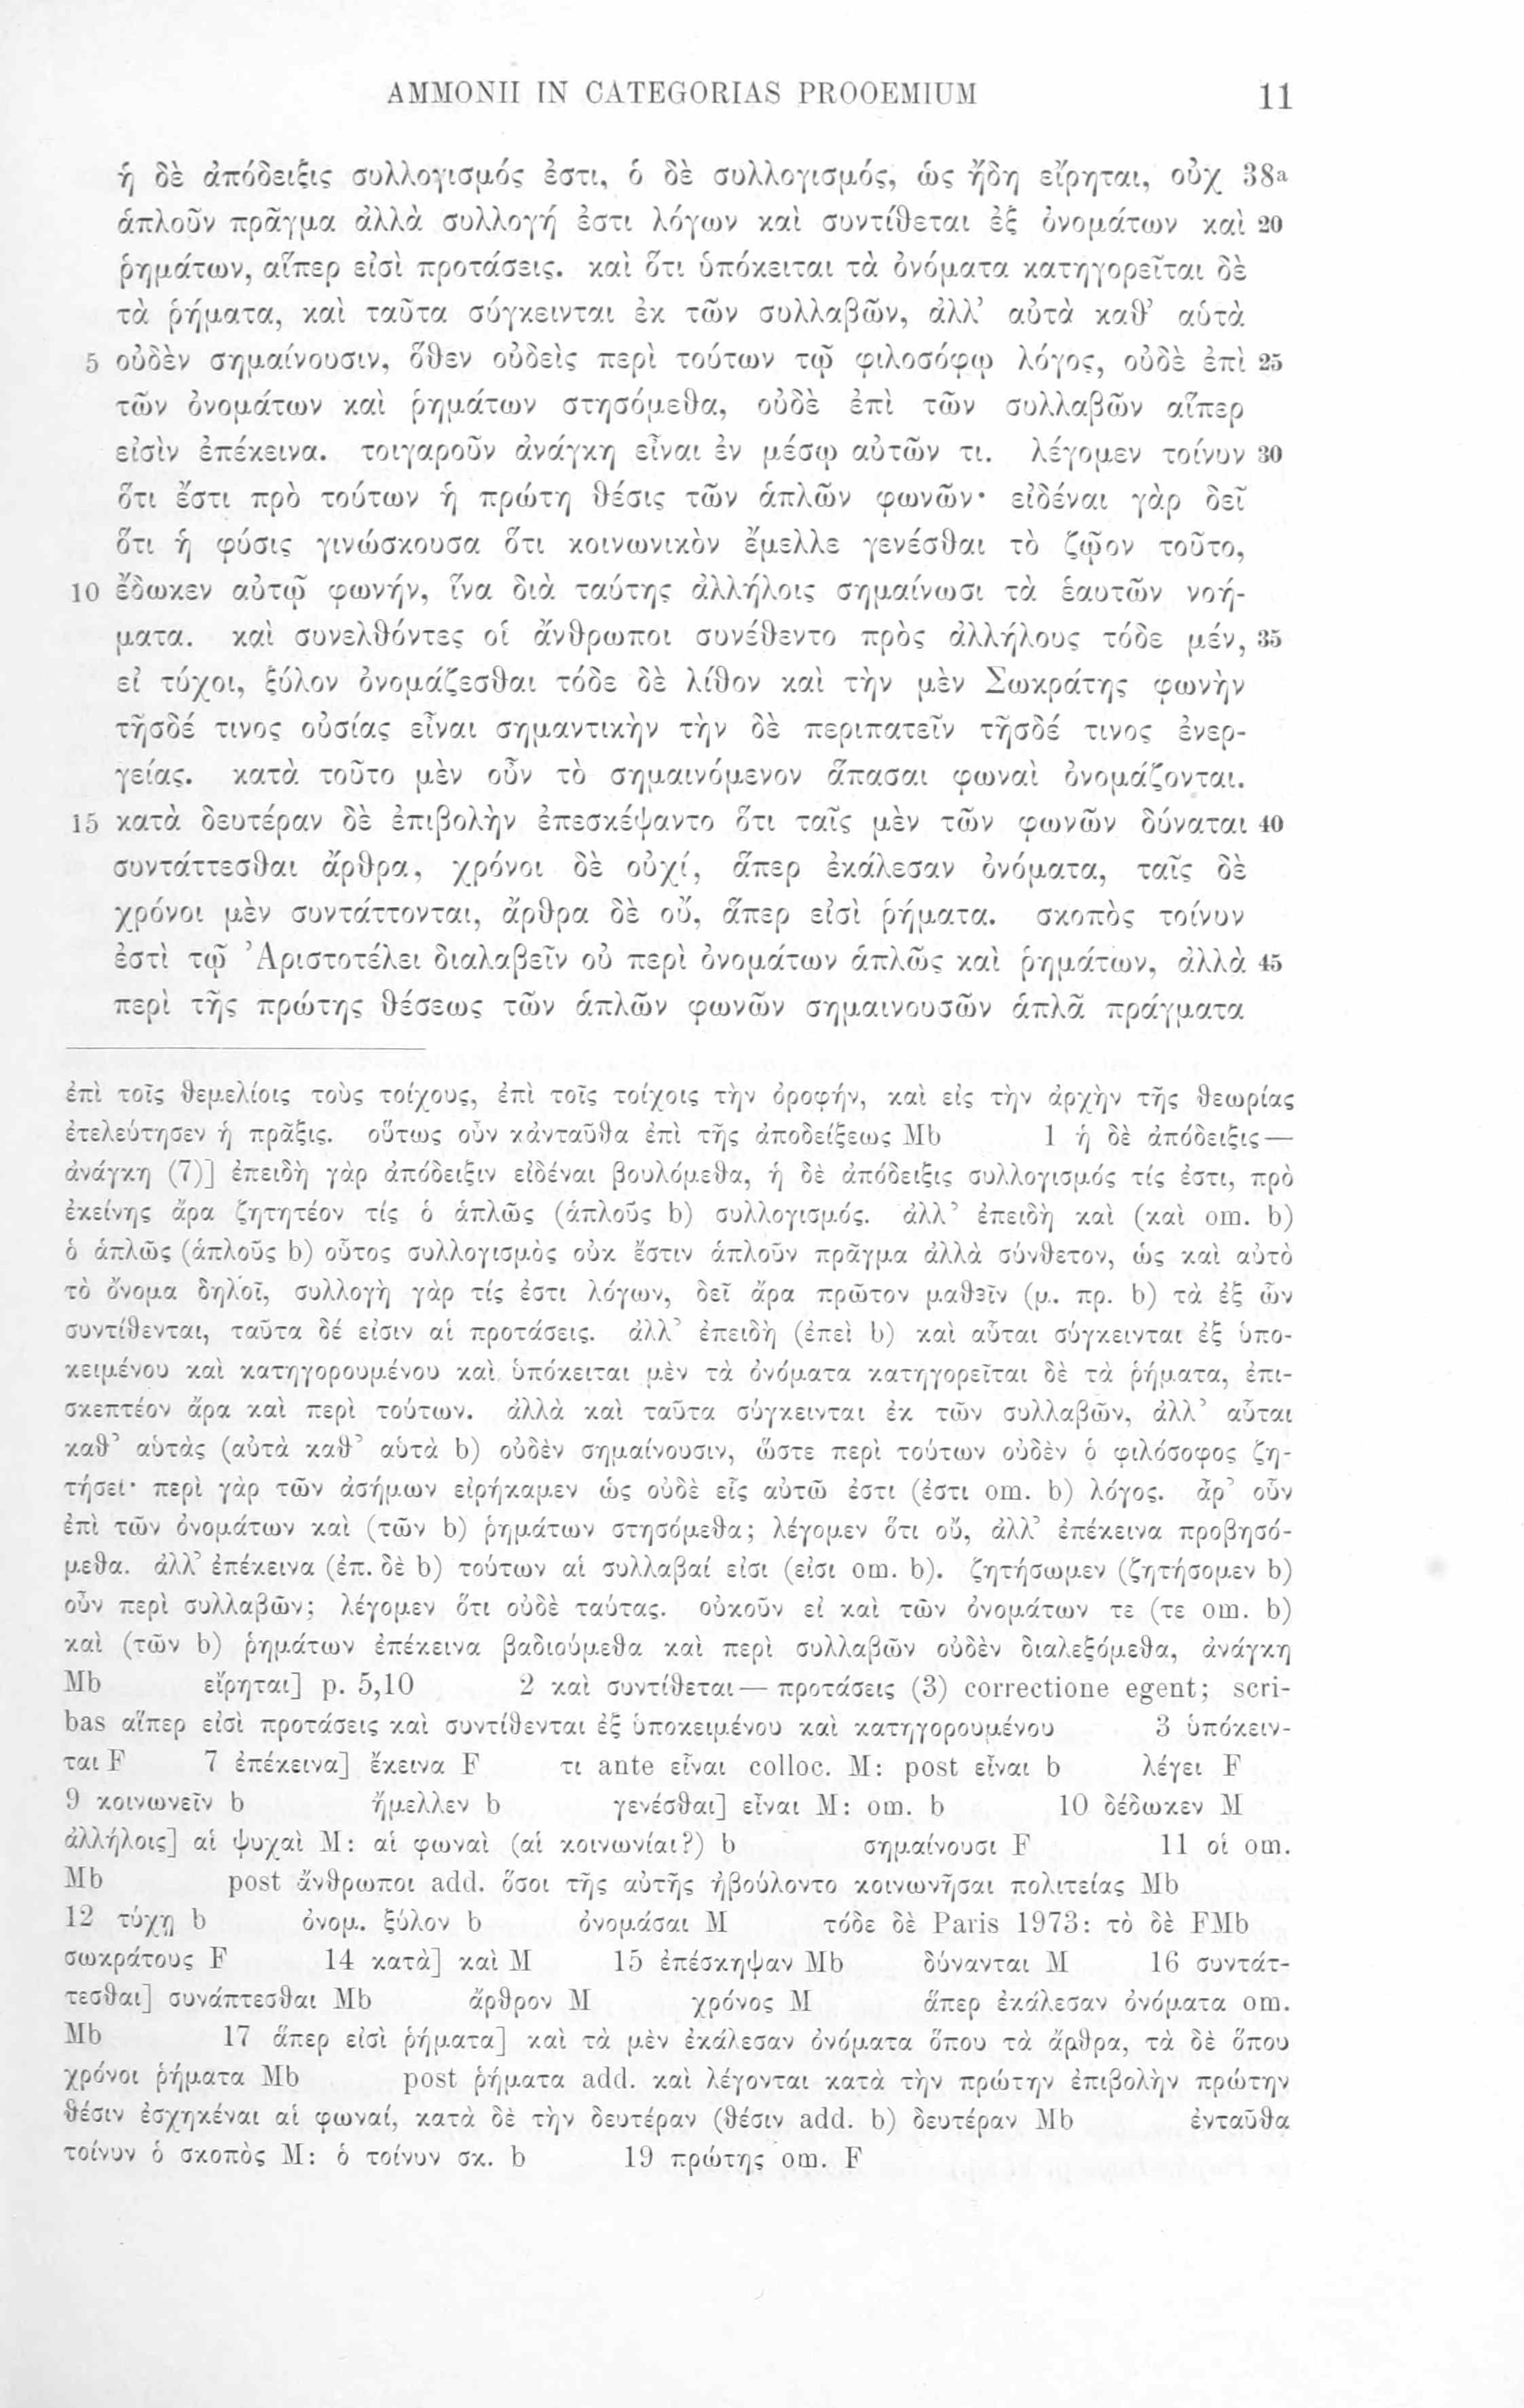 AMMONII IN CATEGORIAS PROOEMIUM 11
ἡ δὲ ἀπόδειξις συλλογισμός ἐστι, ὁ δὲ συλλογισμός, ὡς ἤδη εἴρηται, οὐχ 38a
ἁπλοῦν πρᾶγμα ἀλλὰ συλλογή ἐστι λόγων καὶ συντίθεται ἐξ ὀνομάτων καὶ 20
ῥημάτων, αἵπερ εἰσὶ προτάσεις. καὶ ὅτι ὑπόκειται τὰ ὀνόματα κατηγορεῖται δὲ
τὰ ῥήματα, καὶ ταῦτα σύγκεινται ἐκ τῶν συλλαβῶν, ἀλλ’ αὐτὰ καθ’ αὑτὰ
5 οὐδὲν σημαίνουσιν, ὅθεν οὐδεὶς περὶ τούτων τῷ φιλοσόφῳ λόγος, οὐδὲ ἐπὶ 25
τῶν ὀνομάτων καὶ ῥημάτων στησόμεθα, οὐδὲ ἐπὶ τῶν συλλαβῶν αἵπερ
εἰσὶν ἐπέκεινα. τοιγαροῦν ἀνάγκη εἶναι ἐν μέσῳ αὐτῶν τι. λέγομεν τοίνυν 30
ὅτι ἔστι πρὸ τούτων ἡ πρώτη θέσις τῶν ἁπλῶν φωνῶν· εἰδέναι γὰρ δεῖ
ὅτι ἡ φύσις γινώσκουσα ὅτι κοινωνικὸν ἔμελλε γενέσθαι τὸ ζῷον τοῦτο,
10 ἔδωκεν αὐτῷ φωνήν, ἵνα διὰ ταύτης ἀλλήλοις σημαίνωσι τὰ ἑαυτῶν νοή-
ματα. καὶ συνελθόντες οἱ ἄνθρωποι συνέθεντο πρὸς ἀλλήλους τόδε μέν, 35
εἰ τύχοι, ξύλον ὀνομάζεσθαι τόδε δὲ λίθον καὶ τὴν μὲν Σωκράτης φωνὴν
τῆσδέ τινος οὐσίας εἶναι σημαντικὴν τὴν δὲ περιπατεῖν τῆσδέ τινος ἐνερ-
γείας. κατὰ τοῦτο μὲν οὖν τὸ σημαινόμενον ἅπασαι φωναὶ ὀνομάζονται.
15 κατὰ δευτέραν δὲ ἐπιβολὴν ἐπεσκέψαντο ὅτι ταῖς μὲν τῶν φωνῶν δύναται 40
συντάττεσθαι ἄρθρα, χρόνοι δὲ οὐχί, ἅπερ ἐκάλεσαν ὀνόματα, ταῖς δὲ
χρόνοι μὲν συντάττονται, ἄρθρα δὲ οὔ, ἅπερ εἰσὶ ῥήματα. σκοπὸς τοίνυν
ἐστὶ τῷ Ἀριστοτέλει διαλαβεῖν οὐ περὶ ὀνομάτων ἁπλῶς καὶ ῥημάτων, ἀλλὰ 45
περὶ τῆς πρώτης θέσεως τῶν ἁπλῶν φωνῶν σημαινουσῶν ἁπλᾶ πράγματα
ἐπὶ τοῖς θεμελίοις τοὺς τοίχους, ἐπὶ τοῖς τοίχοις τὴν ὀροφήν, καὶ εἰς τὴν ἀρχὴν τῆς θεωρίας
ἐτελεύτησεν ἡ πρᾶξις. οὕτως οὖν κἀνταῦθα ἐπὶ τῆς ἀποδείξεως Mb 1 ἡ δὲ ἀπόδειξις—
ἀνάγκη (7)] ἐπειδὴ γὰρ ἀπόδειξιν εἰδέναι βουλόμεθα, ἡ δὲ ἀπόδειξις συλλογισμός τίς ἐστι, πρὸ
ἐκείνης ἄρα ζητητέον τίς ὁ ἁπλῶς (ἁπλοῦς b) συλλογισμός. ἀλλ’ ἐπειδὴ καὶ (καὶ om. b)
ὁ ἁπλῶς (ἁπλοῦς b) οὗτος συλλογισμὸς οὐκ ἔστιν ἁπλοῦν πρᾶγμα ἀλλὰ σύνθετον, ὡς καὶ αὐτὸ
τὸ ὄνομα δηλοῖ, συλλογὴ γὰρ τίς ἐστι λόγων, δεῖ ἄρα πρῶτον μαθεῖν (μ. πρ. b) τὰ ἐξ ὧν
συντίθενται, ταῦτα δέ εἰσιν αἱ προτάσεις. ἀλλ’ ἐπειδὴ (ἐπεὶ b) καὶ αὗται σύγκεινται ἐξ ὑπο-
κειμένου καὶ κατηγορουμένου καὶ ὑπόκειται μὲν τὰ ὀνόματα κατηγορεῖται δὲ τὰ ῥήματα, ἐπι-
σκεπτέον ἄρα καὶ περὶ τούτων. ἀλλὰ καὶ ταῦτα σύγκεινται ἐκ τῶν συλλαβῶν, ἀλλ’ αὗται
καθ’ αὑτὰς (αὐτὰ καθ’ αὑτὰ b) οὐδὲν σημαίνουσιν, ὥστε περὶ τούτων οὐδὲν ὁ φιλόσοφος ζη-
τήσει· περὶ γὰρ τῶν ἀσήμων εἰρήκαμεν ὡς οὐδὲ εἷς αὐτῶ ἐστι (ἐστι om. b) λόγος. ἆρ’ οὖν
ἐπὶ τῶν ὀνομάτων καὶ (τῶν b) ῥημάτων στησόμεθα; λέγομεν ὅτι οὔ, ἀλλ’ ἐπέκεινα προβησό-
μεθα. ἀλλ’ ἐπέκεινα (ἐπ. δὲ b) τούτων αἱ συλλαβαί εἰσι (εἰσι om. b). ζητήσωμεν (ζητήσομεν b)
οὖν περὶ συλλαβῶν; λέγομεν ὅτι οὐδὲ ταύτας. οὐκοῦν εἰ καὶ τῶν ὀνομάτων τε (τε om. b)
καὶ (τῶν b) ῥημάτων ἐπέκεινα βαδιούμεθα καὶ περὶ συλλαβῶν οὐδὲν διαλεξόμεθα, ἀνάγκη
Mb εἴρηται] p. 5,10 2 καὶ συντίθεται— προτάσεις (3) correctione egent; scri-
bas αἵπερ εἰσὶ προτάσεις καὶ συντίθενται ἐξ ὑποκειμένου καὶ κατηγορουμένου 3 ὑπόκειν-
ται F 7 ἐπέκεινα] ἔκεινα F τι ante εἶναι colloc. M: post εἶναι b λέγει F
9 κοινωνεῖν b ἤμελλεν b γενέσθαι] εἶναι M: om. b 10 δέδωκεν M
ἀλλήλοις] αἱ ψυχαὶ M: αἱ φωναὶ (αἱ κοινωνίαι?) b σημαίνουσι F 11 οἱ om.
Mb post ἄνθρωποι add. ὅσοι τῆς αὐτῆς ἠβούλοντο κοινωνῆσαι πολιτείας Mb
12 τύχῃ b ὀνομ. ξύλον b ὀνομάσαι M τόδε δὲ Paris 1973: τὸ δὲ FMb
σωκράτους F 14 κατὰ] καὶ M 15 ἐπέσκηψαν Mb δύνανται M 16 συντάτ-
τεσθαι] συνάπτεσθαι Mb ἄρθρον M χρόνος M ἅπερ ἐκάλεσαν ὀνόματα om.
Mb 17 ἅπερ εἰσὶ ῥήματα] καὶ τὰ μὲν ἐκάλεσαν ὀνόματα ὅπου τὰ ἄρθρα, τὰ δὲ ὅπου
χρόνοι ῥήματα Mb post ῥήματα add. καὶ λέγονται κατὰ τὴν πρώτην ἐπιβολὴν πρώτην
θέσιν ἐσχηκέναι αἱ φωναί, κατὰ δὲ τὴν δευτέραν (θέσιν add. b) δευτέραν Mb ἐνταῦθα
τοίνυν ὁ σκοπὸς M: ὁ τοίνυν σκ. b 19 πρώτης om. F